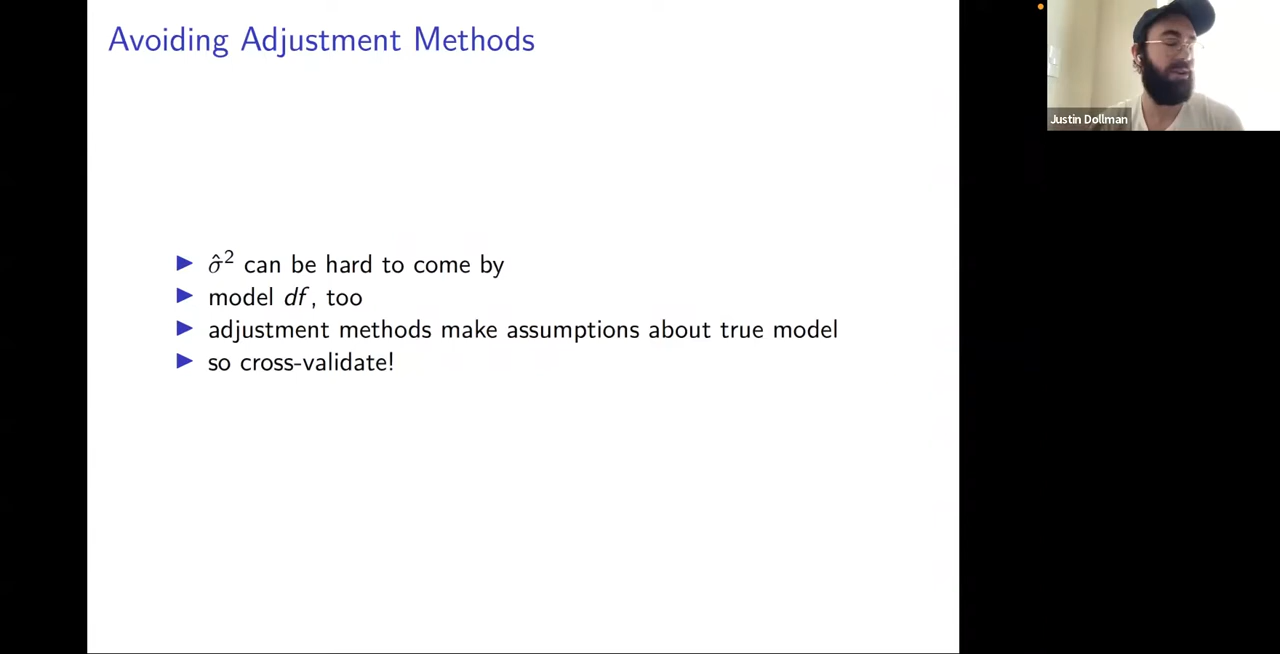 Avoiding Adjustment Methods
Justin Dollman
▶ σ̂² can be hard to come by
▶ model df, too
▶ adjustment methods make assumptions about true model
▶ so cross-validate!